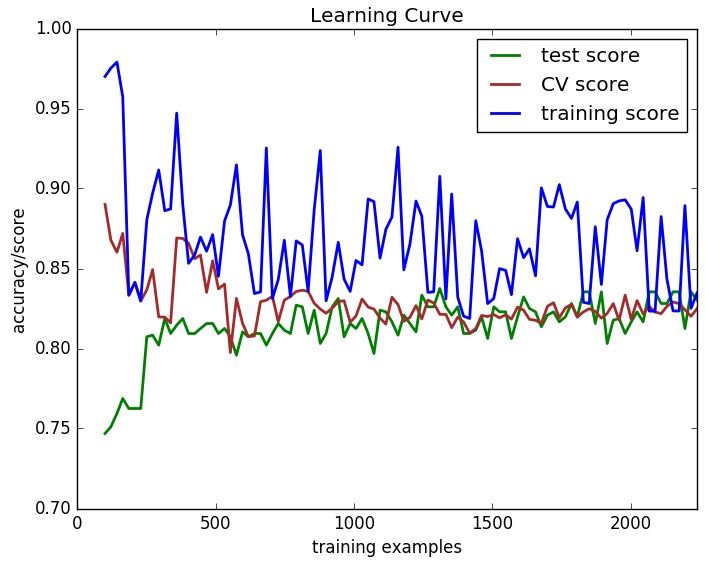 Learning Curve
1.00
0.95
0.90
0.85
0.80
0.75
0.70
accuracy/score
test score
CV score
training score
0
500
1000
1500
2000
training examples